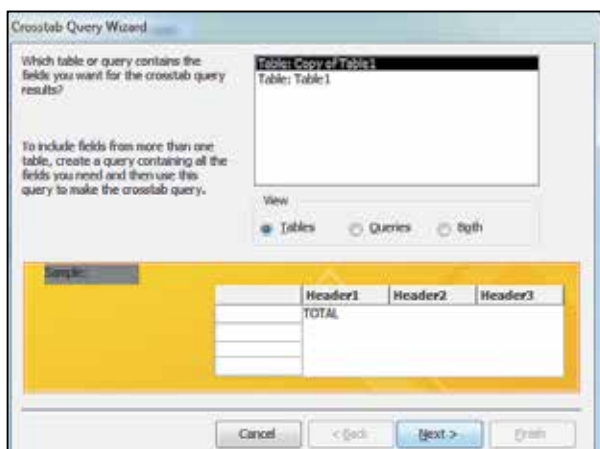 Crosstab Query Wizard
Which table or query contains the
fields you want for the crosstab query
results?
To include fields from more than one
table, create a query containing all the
fields you need and then use this
query to make the crosstab query.
Table: Copy of Table1
Table: Table1
View
Tables
Queries
Both
Sample:
Header1 Header2 Header3
TOTAL
Cancel
< Back
Next >
Finish